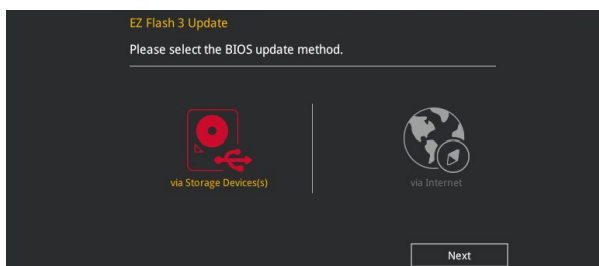 EZ Flash 3 Update
Please select the BIOS update method.
via Storage Devices(s)
via Internet
Next